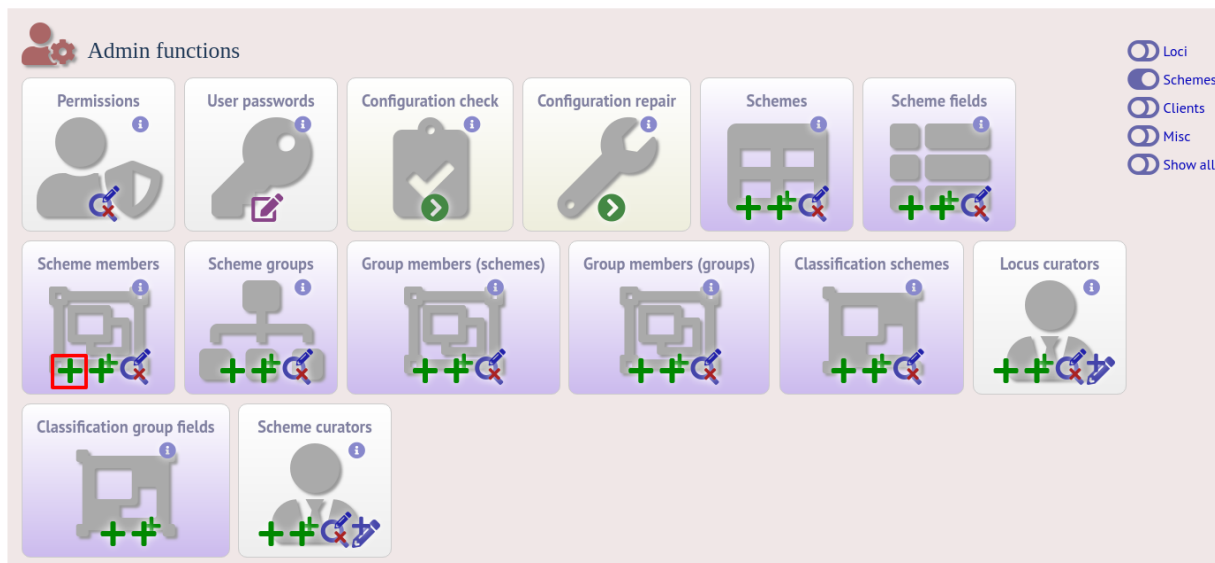 Admin functions
Loci
Schemes
Clients
Misc
Show all
Permissions
User passwords
Configuration check
Configuration repair
Schemes
Scheme fields
Scheme members
Scheme groups
Group members (schemes)
Group members (groups)
Classification schemes
Locus curators
Classification group fields
Scheme curators